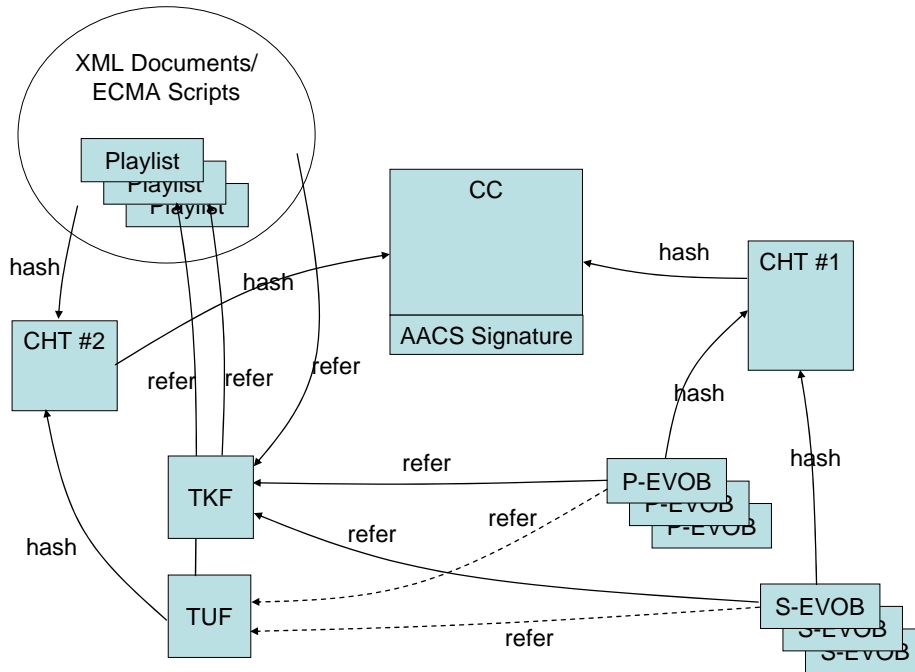 XML Documents/
ECMA Scripts
Playlist
Playlist
Playlist
CC
AACS Signature
hash
CHT #1
hash
hash
CHT #2
refer
refer
refer
hash
hash
refer
P-EVOB
P-EVOB
P-EVOB
TKF
refer
refer
hash
TUF
refer
S-EVOB
S-EVOB
S-EVOB